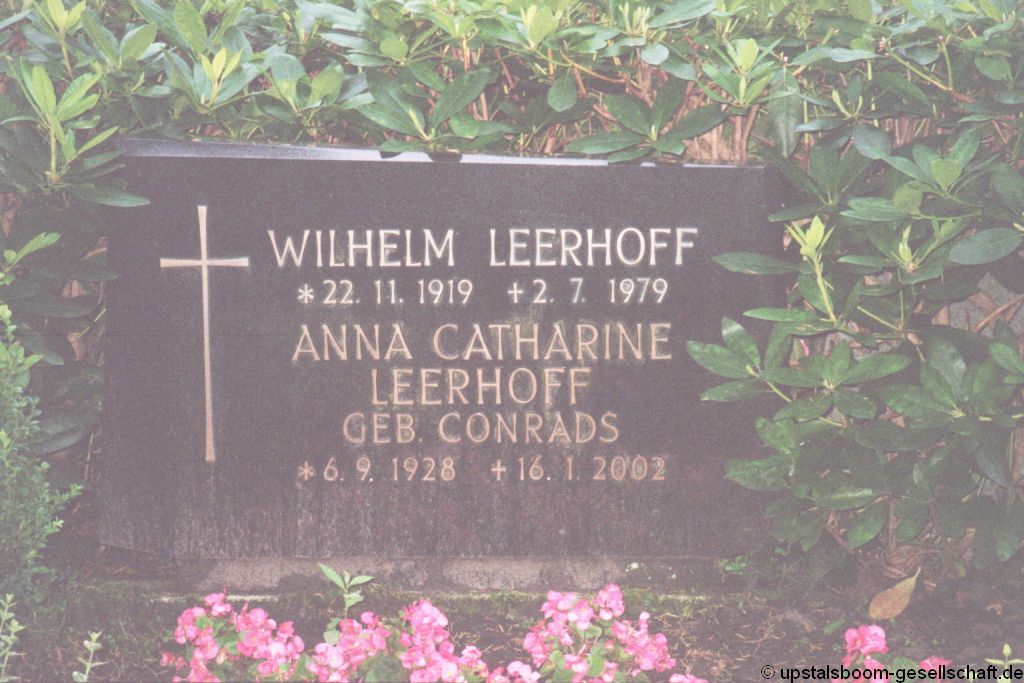 WILHELM LEERHOFF
*22. 11. 1919 +2. 7. 1979
ANNA CATHARINE
LEERHOFF
GEB. CONRADS
*6. 9. 1928 +16. 1. 2002
© upstalsboom-gesellschaft.de